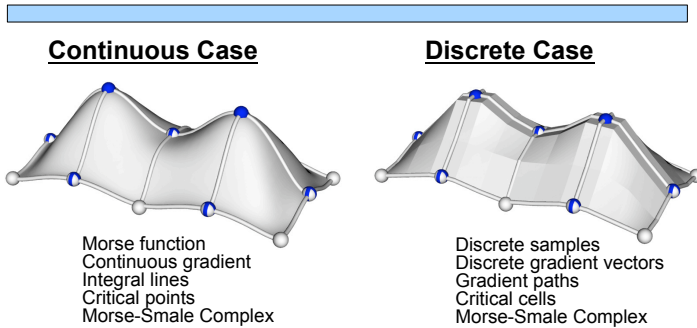 Continuous Case
Discrete Case
Morse function
Continuous gradient
Integral lines
Critical points
Morse-Smale Complex
Discrete samples
Discrete gradient vectors
Gradient paths
Critical cells
Morse-Smale Complex